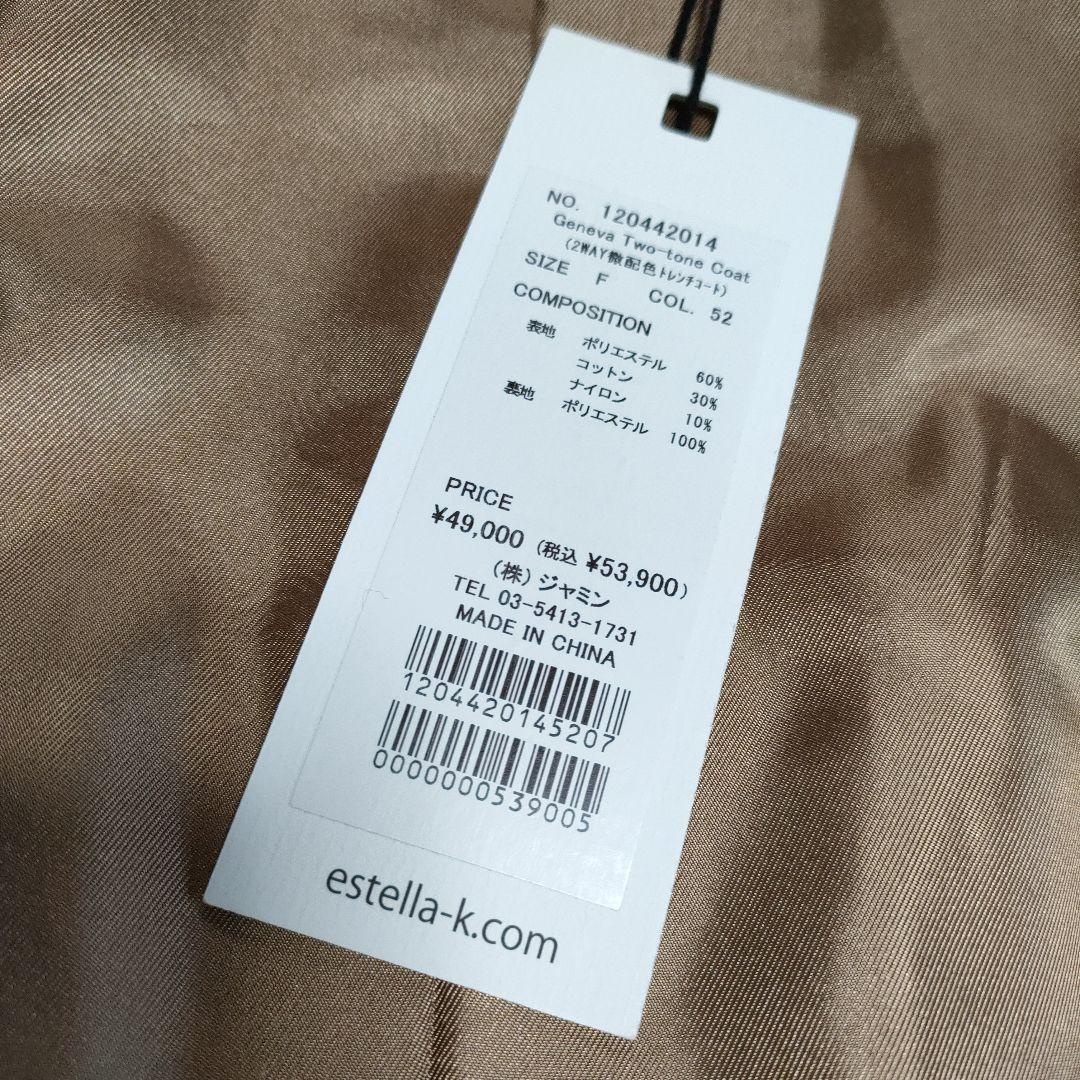 NO. 120442014
Geneva Two-tone Coat
(2WAY微配色ﾄﾚﾝﾁｺｰﾄ)
SIZE F COL. 52
COMPOSITION
表地 ポリエステル 60%
コットン 30%
ナイロン 10%
裏地 ポリエステル 100%
PRICE
¥49,000 (税込 ¥53,900)
(株) ジャミン
TEL 03-5413-1731
MADE IN CHINA
1204420145207
0000000539005
estella-k.com